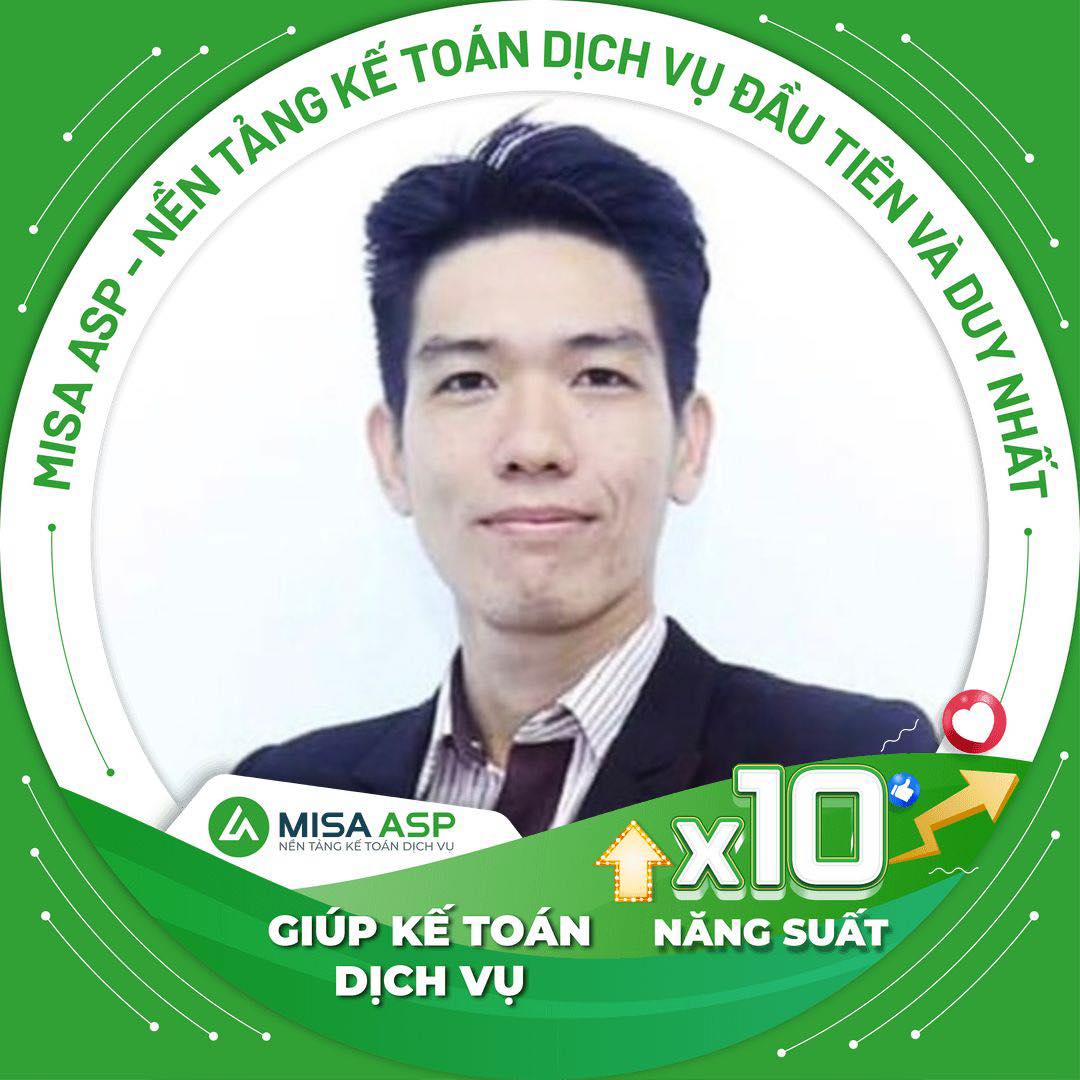 MISA ASP - NỀN TẢNG KẾ TOÁN DỊCH VỤ ĐẦU TIÊN VÀ DUY NHẤT
MISA ASP
NỀN TẢNG KẾ TOÁN DỊCH VỤ
x10
GIÚP KẾ TOÁN
DỊCH VỤ
NĂNG SUẤT